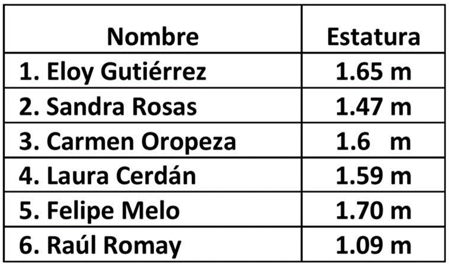 Nombre Estatura
1. Eloy Gutiérrez 1.65 m
2. Sandra Rosas 1.47 m
3. Carmen Oropeza 1.6 m
4. Laura Cerdán 1.59 m
5. Felipe Melo 1.70 m
6. Raúl Romay 1.09 m